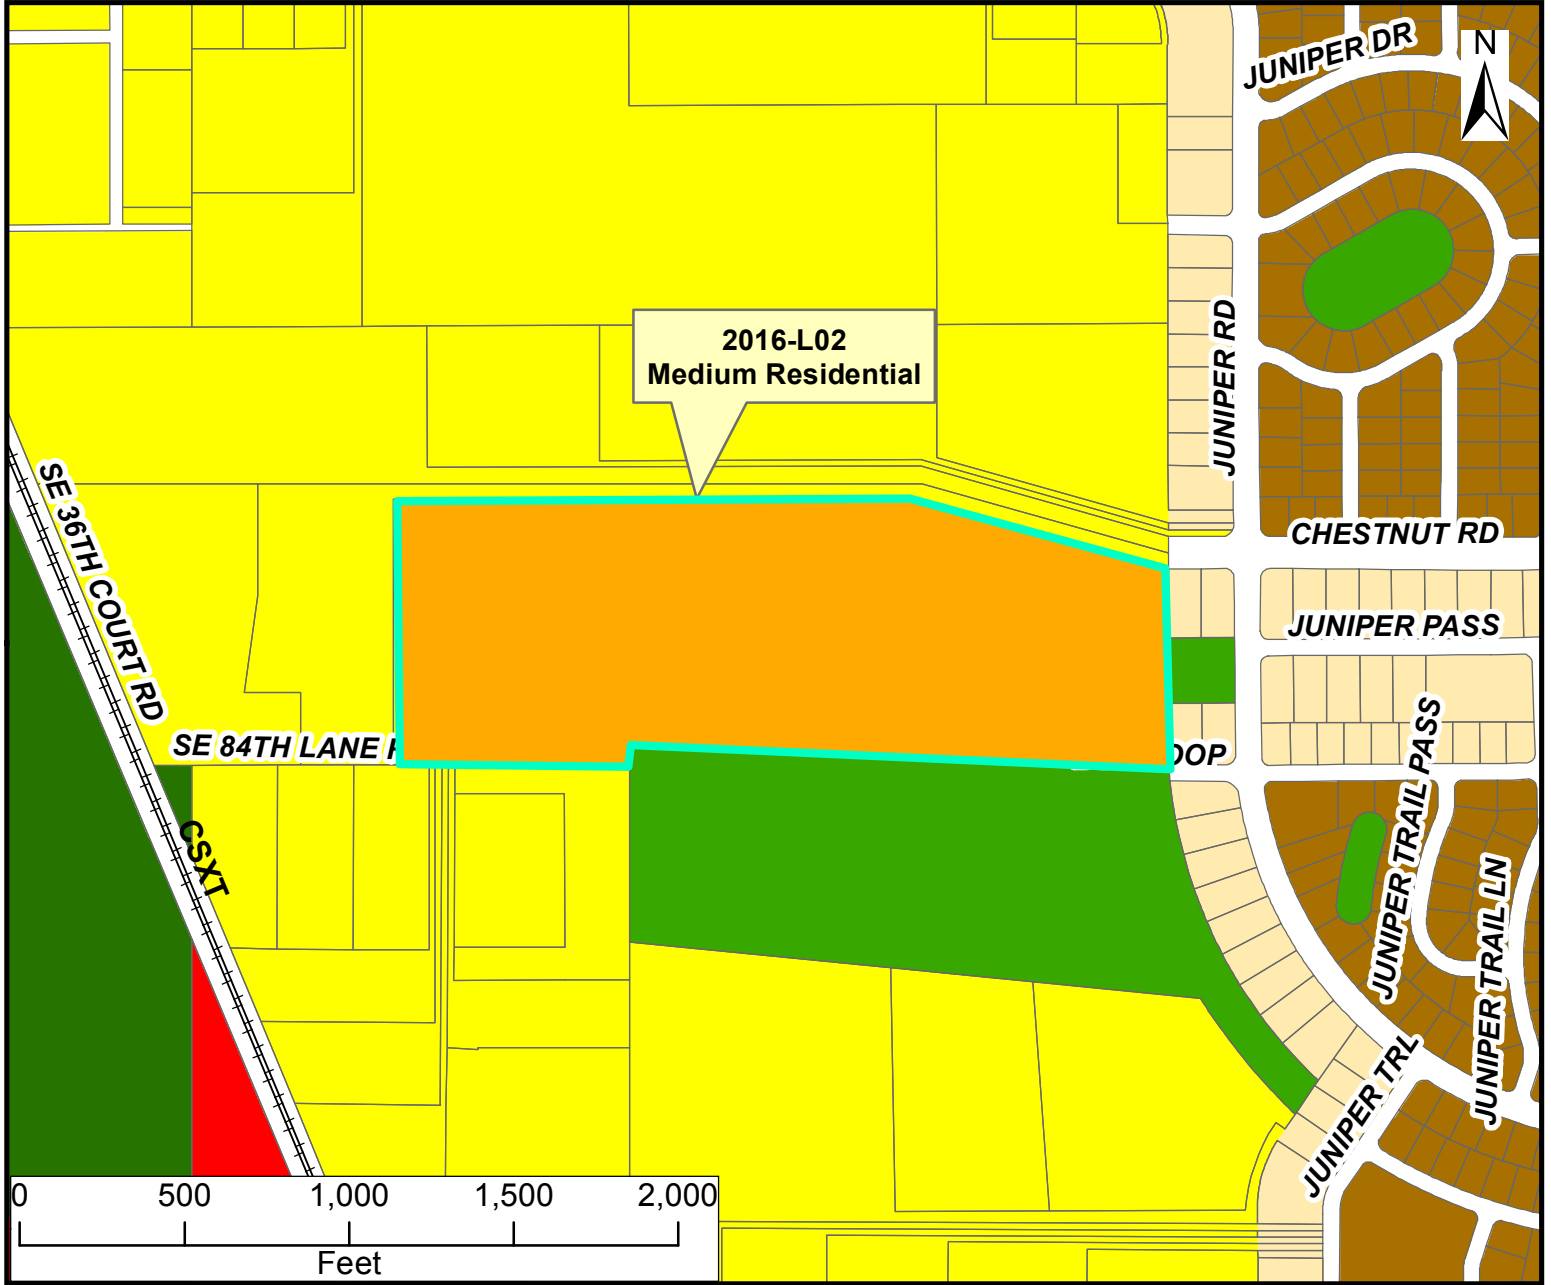 JUNIPER DR
N
2016-L02
Medium Residential
JUNIPER RD
SE 36TH COURT RD
CHESTNUT RD
JUNIPER PASS
SE 84TH LANE
OOP
JUNIPER TRAIL PASS
CSXT
JUNIPER TRAIL LN
JUNIPER TRL
0 500 1,000 1,500 2,000
Feet